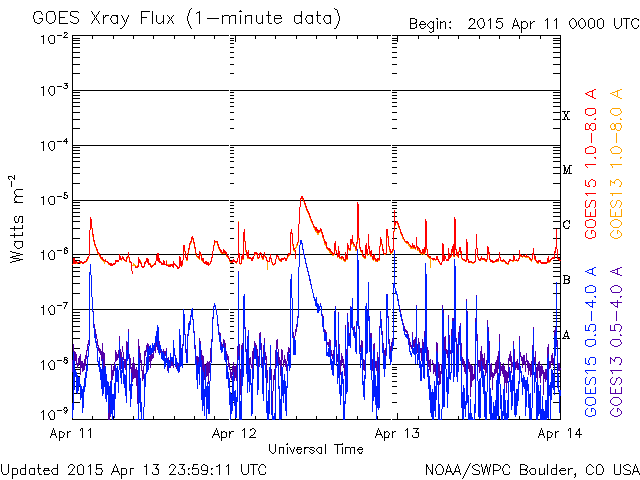 GOES Xray Flux (1-minute data)
Begin: 2015 Apr 11 0000 UTC
10-2
10-3
10-4
10-5
10-6
10-7
10-8
10-9
Watts m-2
X
M
C
B
A
GOES15 1.0-8.0 A
GOES13 1.0-8.0 A
GOES15 0.5-4.0 A
GOES13 0.5-4.0 A
Apr 11
Apr 12
Apr 13
Apr 14
Universal Time
Updated 2015 Apr 13 23:59:11 UTC
NOAA/SWPC Boulder, CO USA